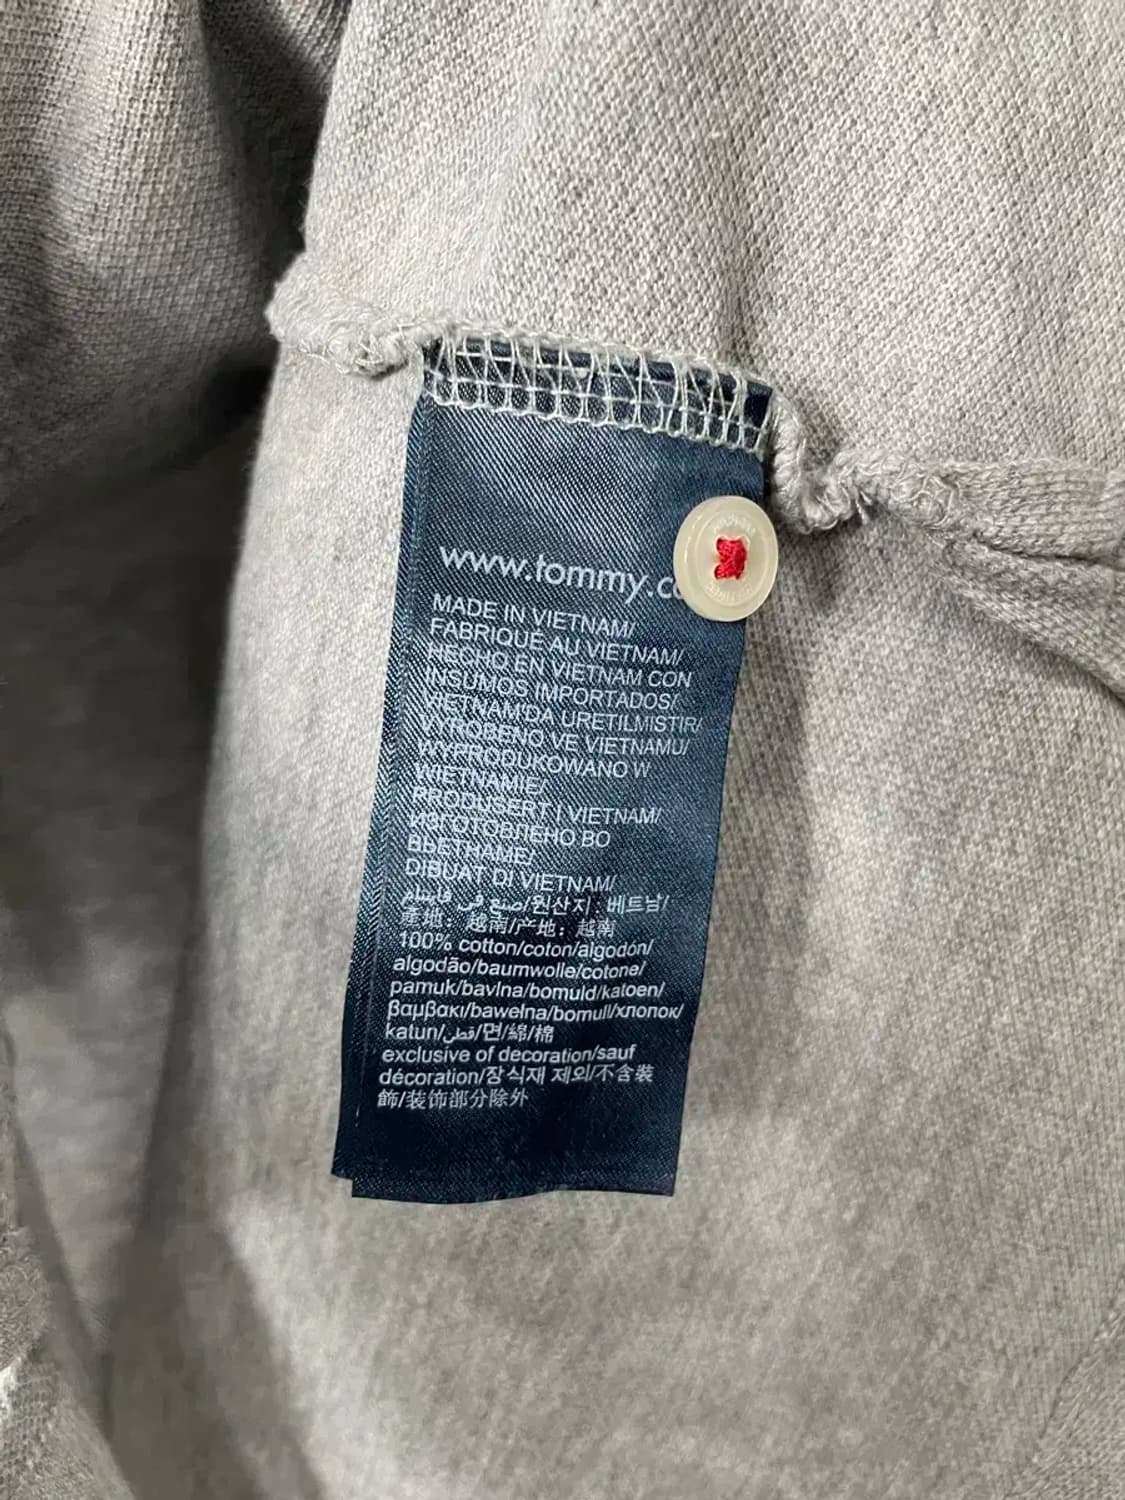 www.tommy.c
MADE IN VIETNAM/
FABRIQUÉ AU VIETNAM/
HECHO EN VIETNAM CON
INSUMOS IMPORTADOS/
VIETNAM'DA URETILMISTIR/
VYROBENO VE VIETNAMU/
WYPRODUKOWANO W
WIETNAMIE/
PRODUSERT I VIETNAM/
ИЗГОТОВЛЕНО ВО
ВЬЕТНАМЕ/
DIBUAT DI VIETNAM/
صنع في فايتنام/원산지 베트남/
產地：越南/产地：越南
100% cotton/coton/algodón/
algodão/baumwolle/cotone/
pamuk/bavlna/bomuld/katoen/
βαμβακι/bawełna/bomull/хлопок/
katun/قطن/면/綿/棉
exclusive of decoration/sauf
décoration/장식재 제외/不含裝
飾/装饰部分除外